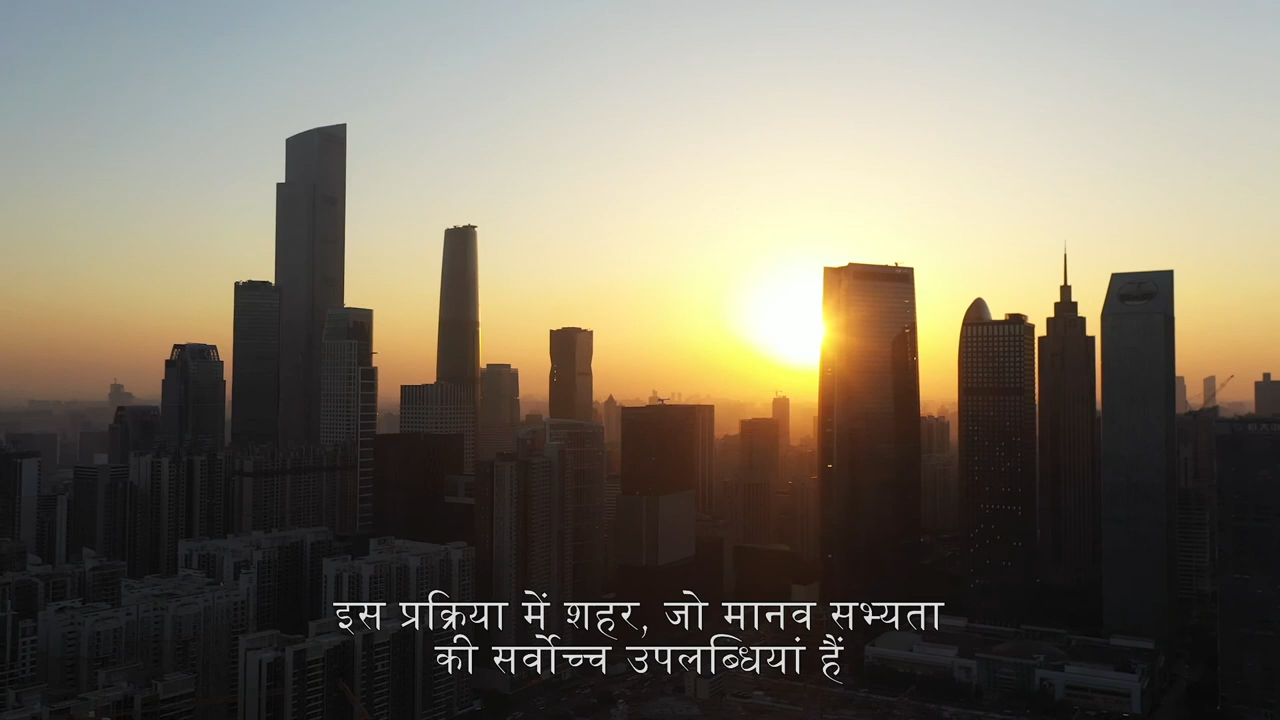 इस प्रक्रिया में शहर, जो मानव सभ्यता
की सर्वोच्च उपलब्धियां हैं